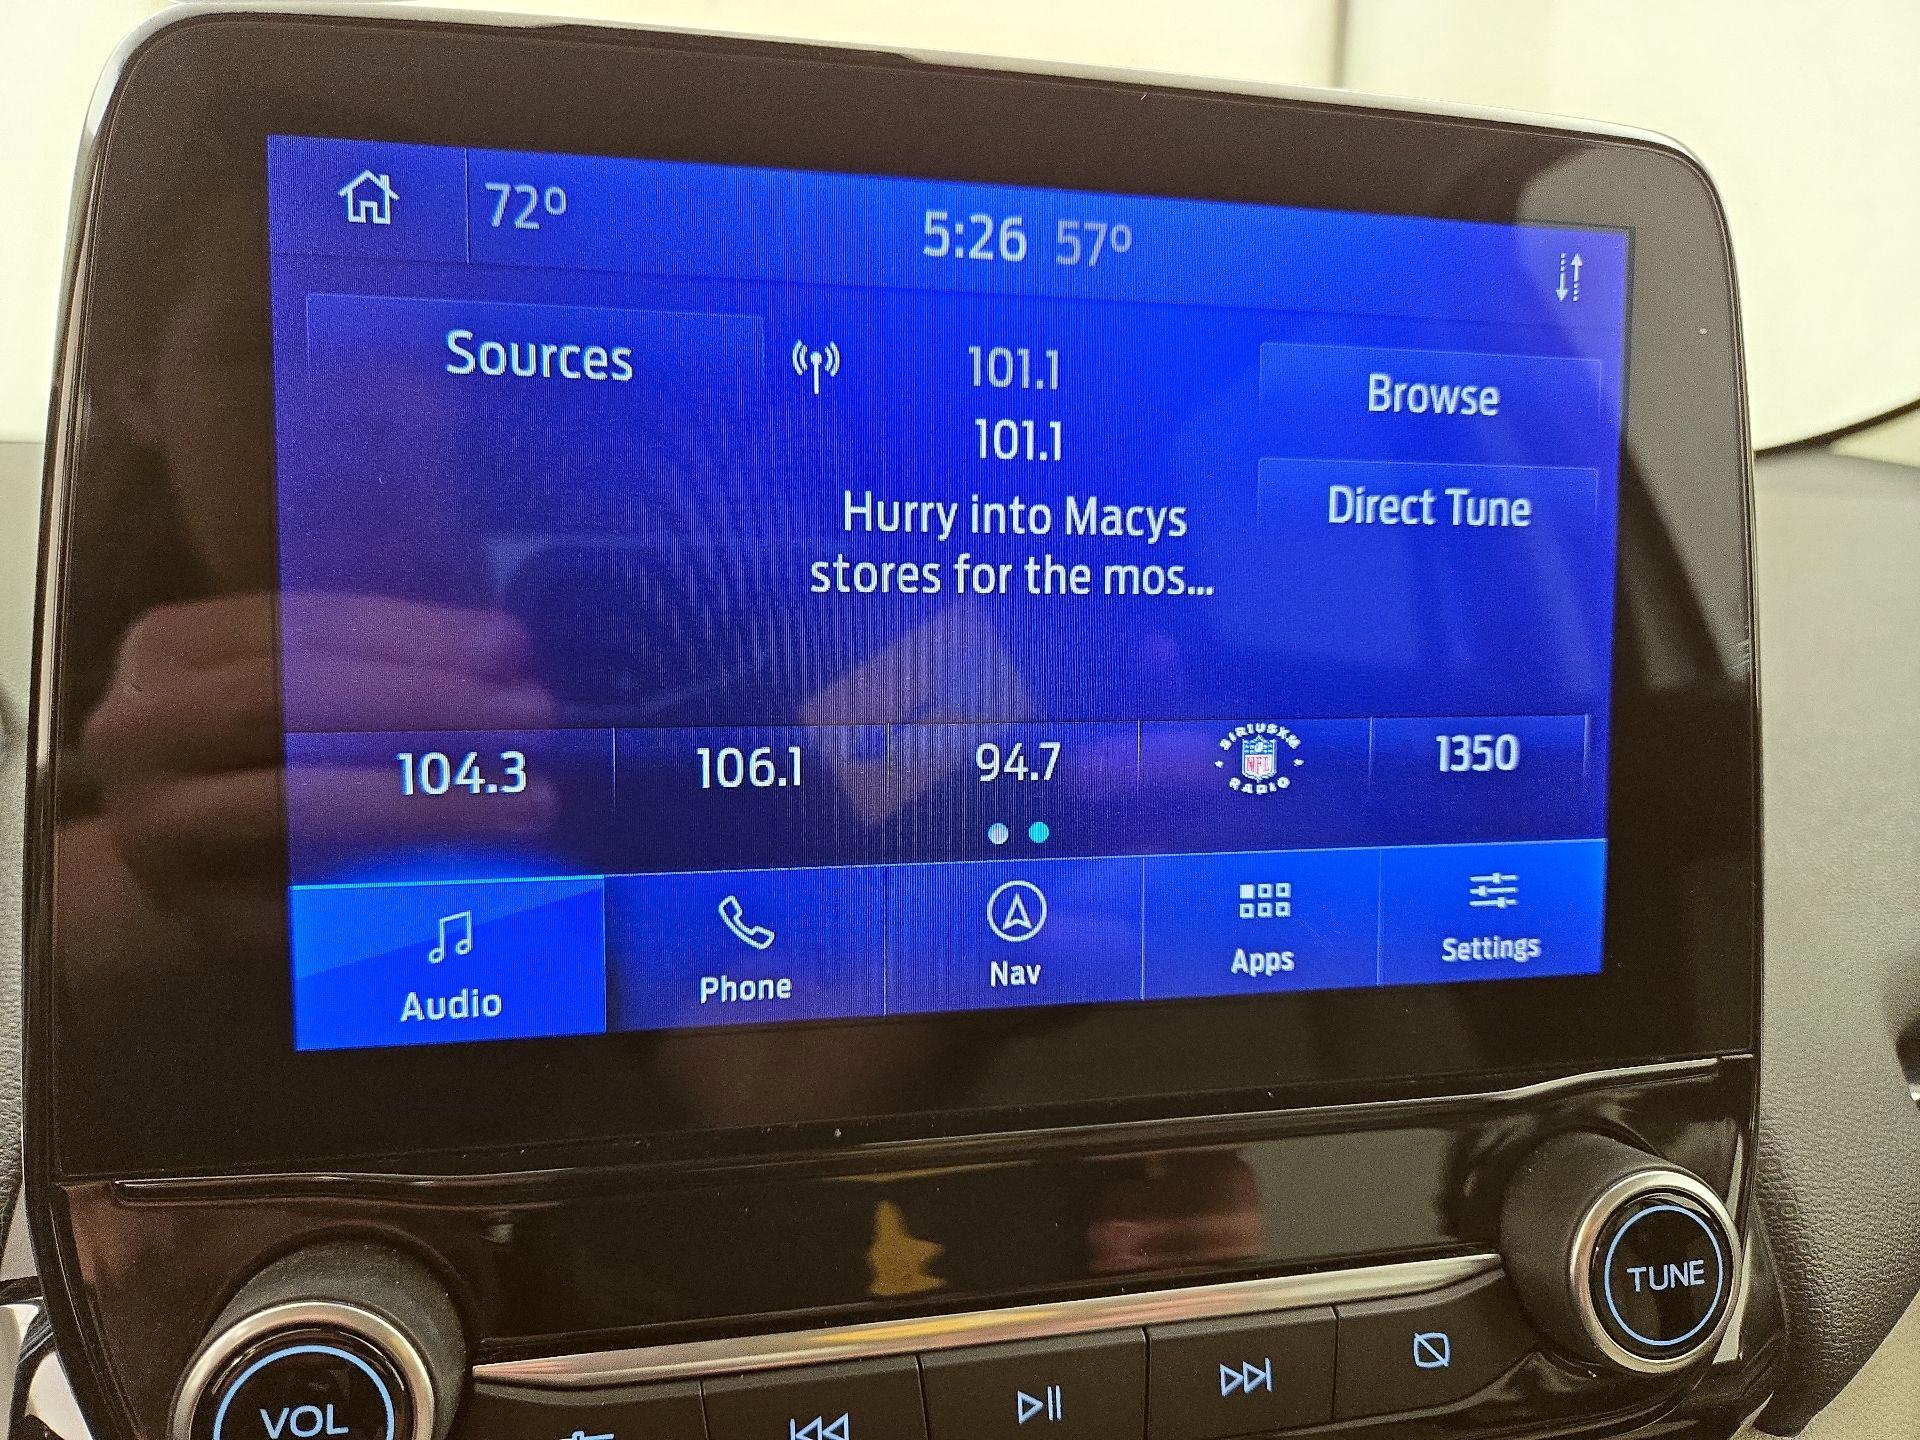 72° 5:26 57°
Sources 101.1 Browse
101.1
Direct Tune
Hurry into Macys
stores for the mos...
104.3 106.1 94.7 SIRIUSXM NFL RADIO 1350
Audio Phone Nav Apps Settings
TUNE
VOL